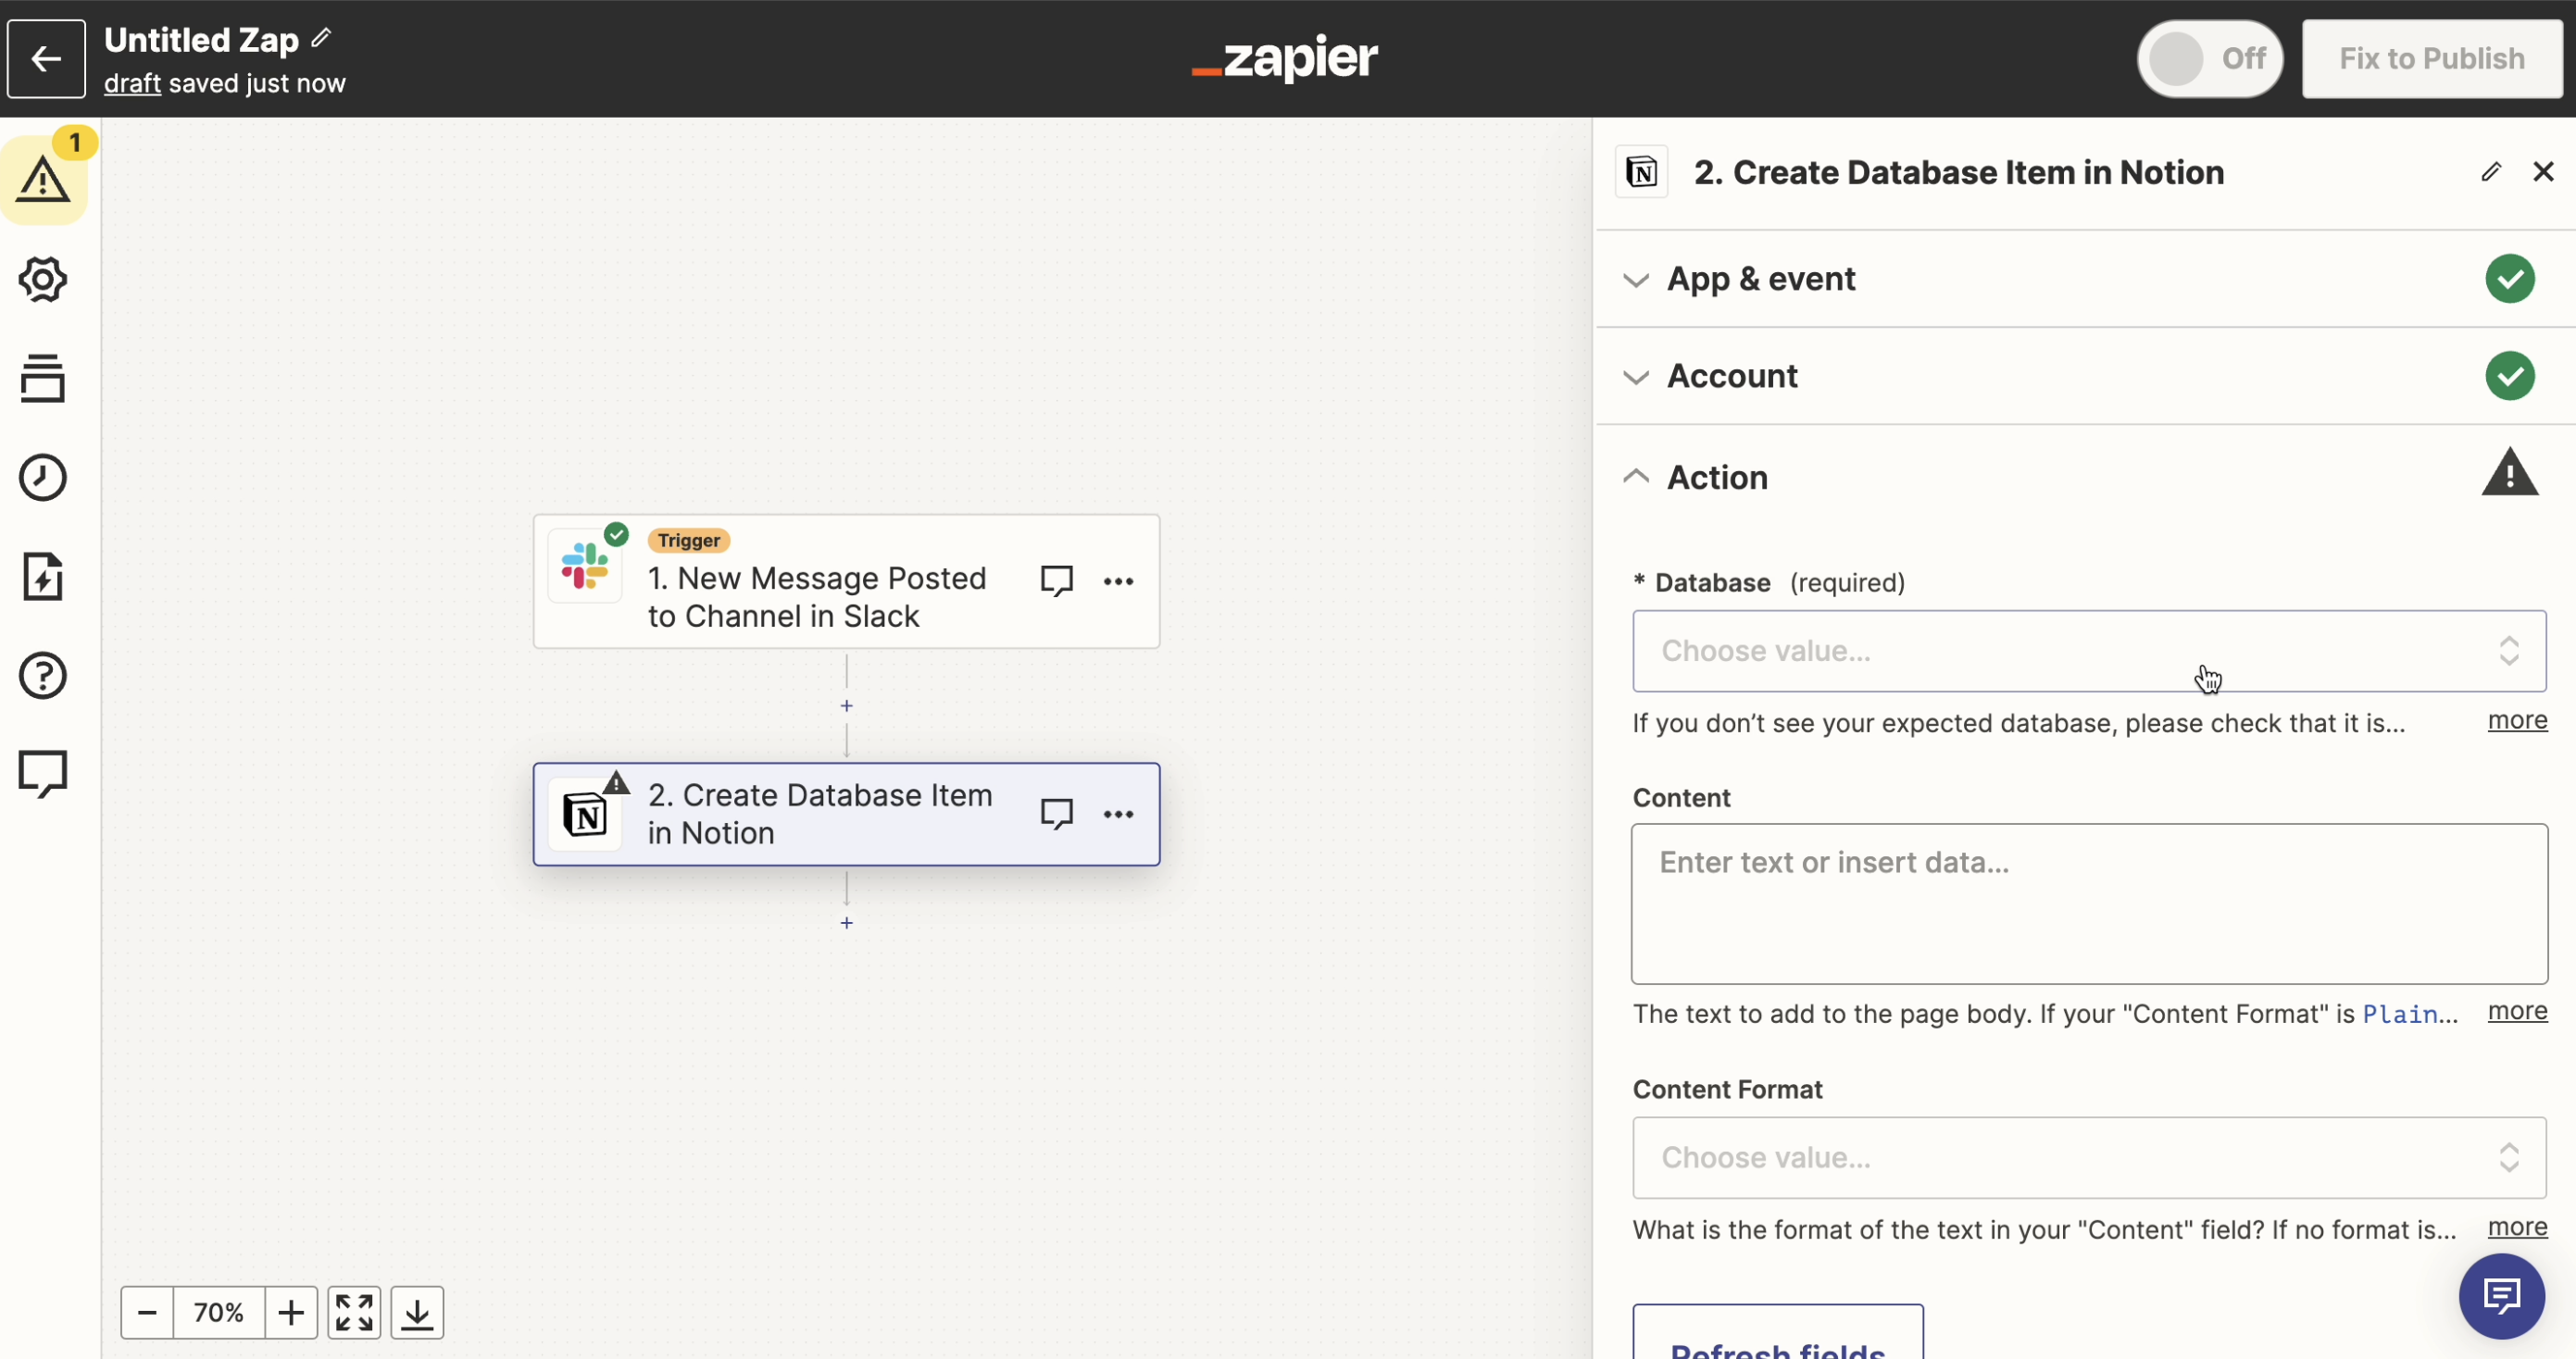 Untitled Zap
draft saved just now
zapier
Off
Fix to Publish
1
Trigger
1. New Message Posted
to Channel in Slack
+
2. Create Database Item
in Notion
+
70%
2. Create Database Item in Notion
App & event
Account
Action
* Database (required)
Choose value...
If you don't see your expected database, please check that it is... more
Content
Enter text or insert data...
The text to add to the page body. If your "Content Format" is Plain... more
Content Format
Choose value...
What is the format of the text in your "Content" field? If no format is... more
Refresh fields